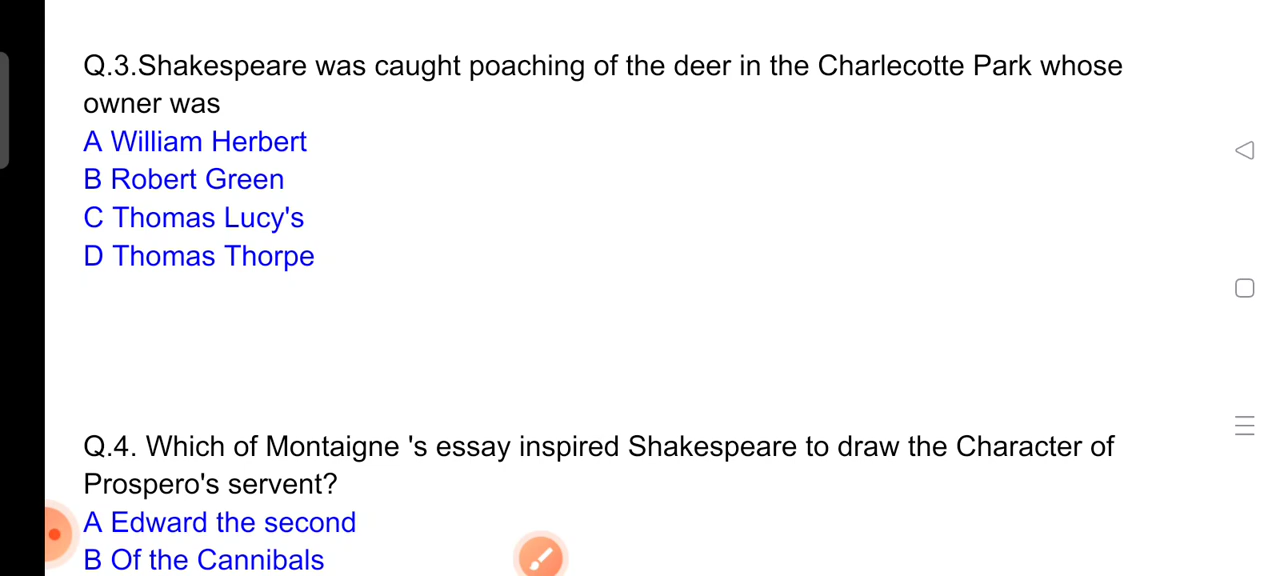 Q.3.Shakespeare was caught poaching of the deer in the Charlecotte Park whose
owner was
A William Herbert
B Robert Green
C Thomas Lucy's
D Thomas Thorpe
Q.4. Which of Montaigne 's essay inspired Shakespeare to draw the Character of
Prospero's servent?
A Edward the second
B Of the Cannibals